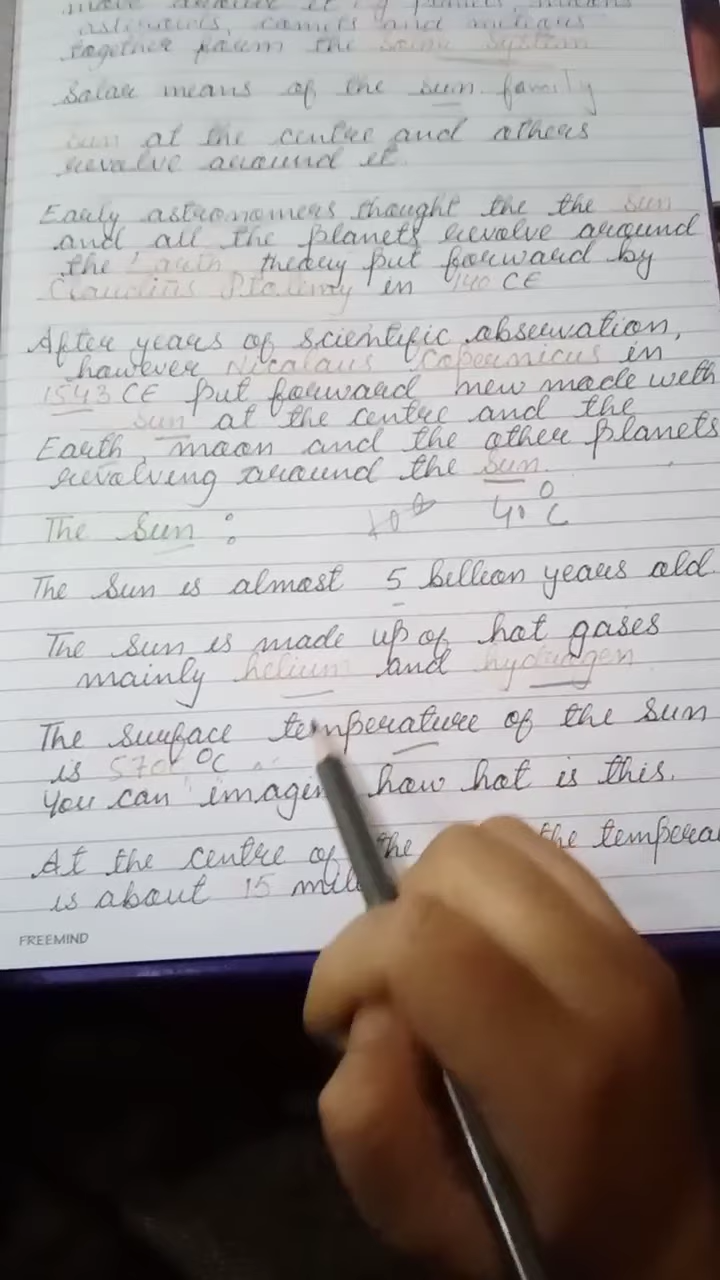 asteroids, comets and
together form the Solar System
Solar means of the sun family
Sun at the centre and others
revolve around it.
Early astronomers thought the the Sun
and all the planets revolve around
the Earth theory put forward by
Claudius Ptolemy in 140 CE
After years of scientific observation,
however Nicalaus Copernicus in
1543 CE put forward new made with
Sun at the centre and the
Earth, moon and the other planets
revolving around the Sun.
The Sun :
40°C
The Sun is almost 5 billion years old
The Sun is made up of hot gases
mainly helium and hydrogen
The surface temperature of the sun
is °C
You can imagin how hot is this.
At the centre of the the tempera
is about 15 mill
FREEMIND